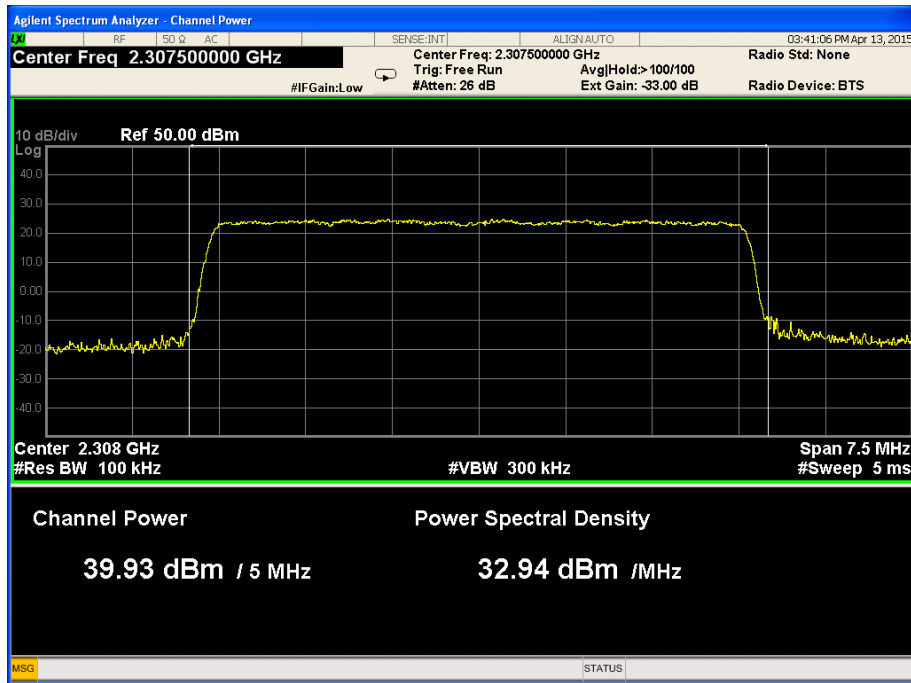 Agilent Spectrum Analyzer - Channel Power
LXI RF 50 Ω AC SENSE:INT ALIGN AUTO 03:41:06 PM Apr 13, 2015
Center Freq 2.307500000 GHz
Center Freq: 2.307500000 GHz Radio Std: None
Trig: Free Run Avg|Hold:> 100/100
#IFGain:Low #Atten: 26 dB Ext Gain: -33.00 dB Radio Device: BTS
10 dB/div Ref 50.00 dBm
Log
40.0
30.0
20.0
10.0
0.00
-10.0
-20.0
-30.0
-40.0
Center 2.308 GHz Span 7.5 MHz
#Res BW 100 kHz #VBW 300 kHz #Sweep 5 ms
Channel Power Power Spectral Density
39.93 dBm / 5 MHz 32.94 dBm /MHz
MSG STATUS